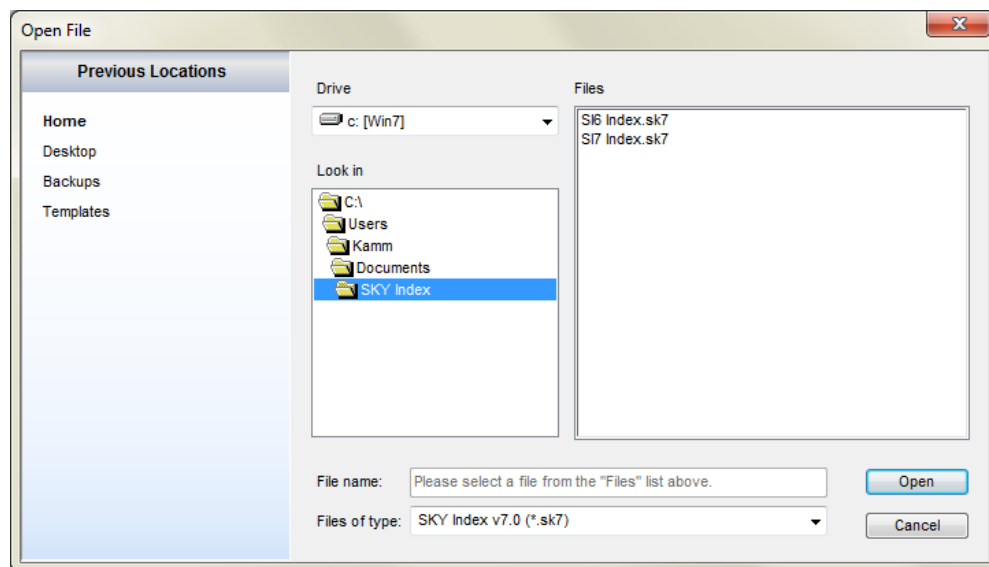 Open File
Previous Locations
Home
Desktop
Backups
Templates
Drive
c: [Win7]
Look in
C:\
Users
Kamm
Documents
SKY Index
Files
SI6 Index.sk7
SI7 Index.sk7
File name:
Please select a file from the "Files" list above.
Open
Files of type:
SKY Index v7.0 (*.sk7)
Cancel